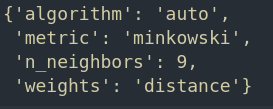 {'algorithm': 'auto',
 'metric': 'minkowski',
 'n_neighbors': 9,
 'weights': 'distance'}